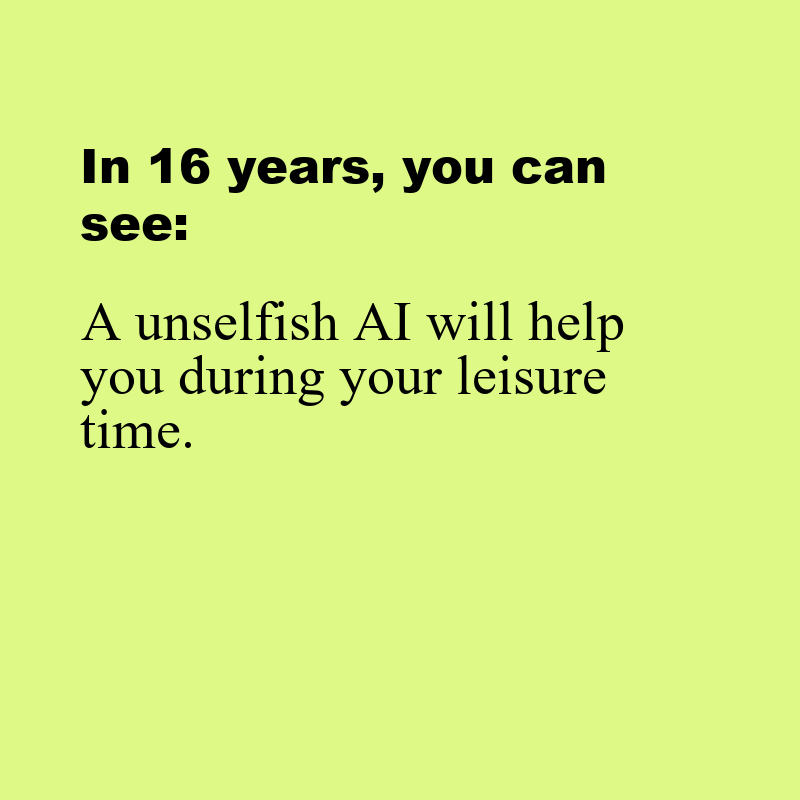 In 16 years, you can
see:
A unselfish AI will help
you during your leisure
time.